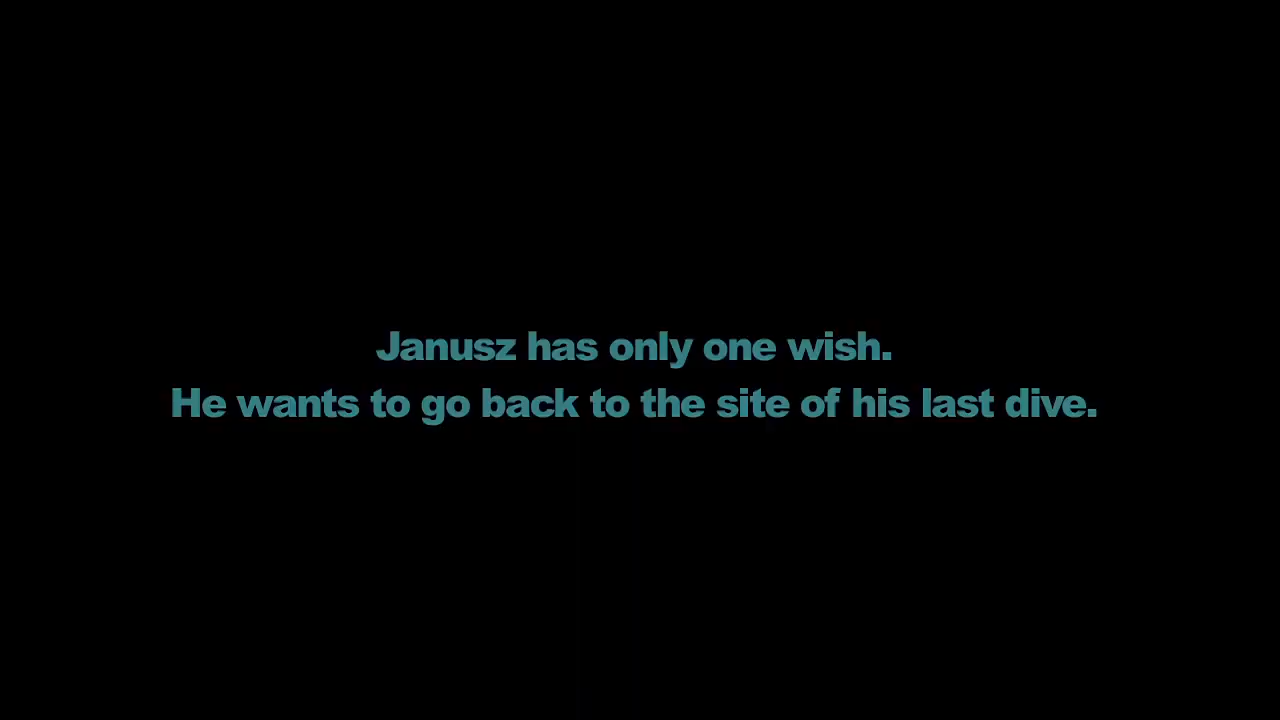 Janusz has only one wish.
He wants to go back to the site of his last dive.